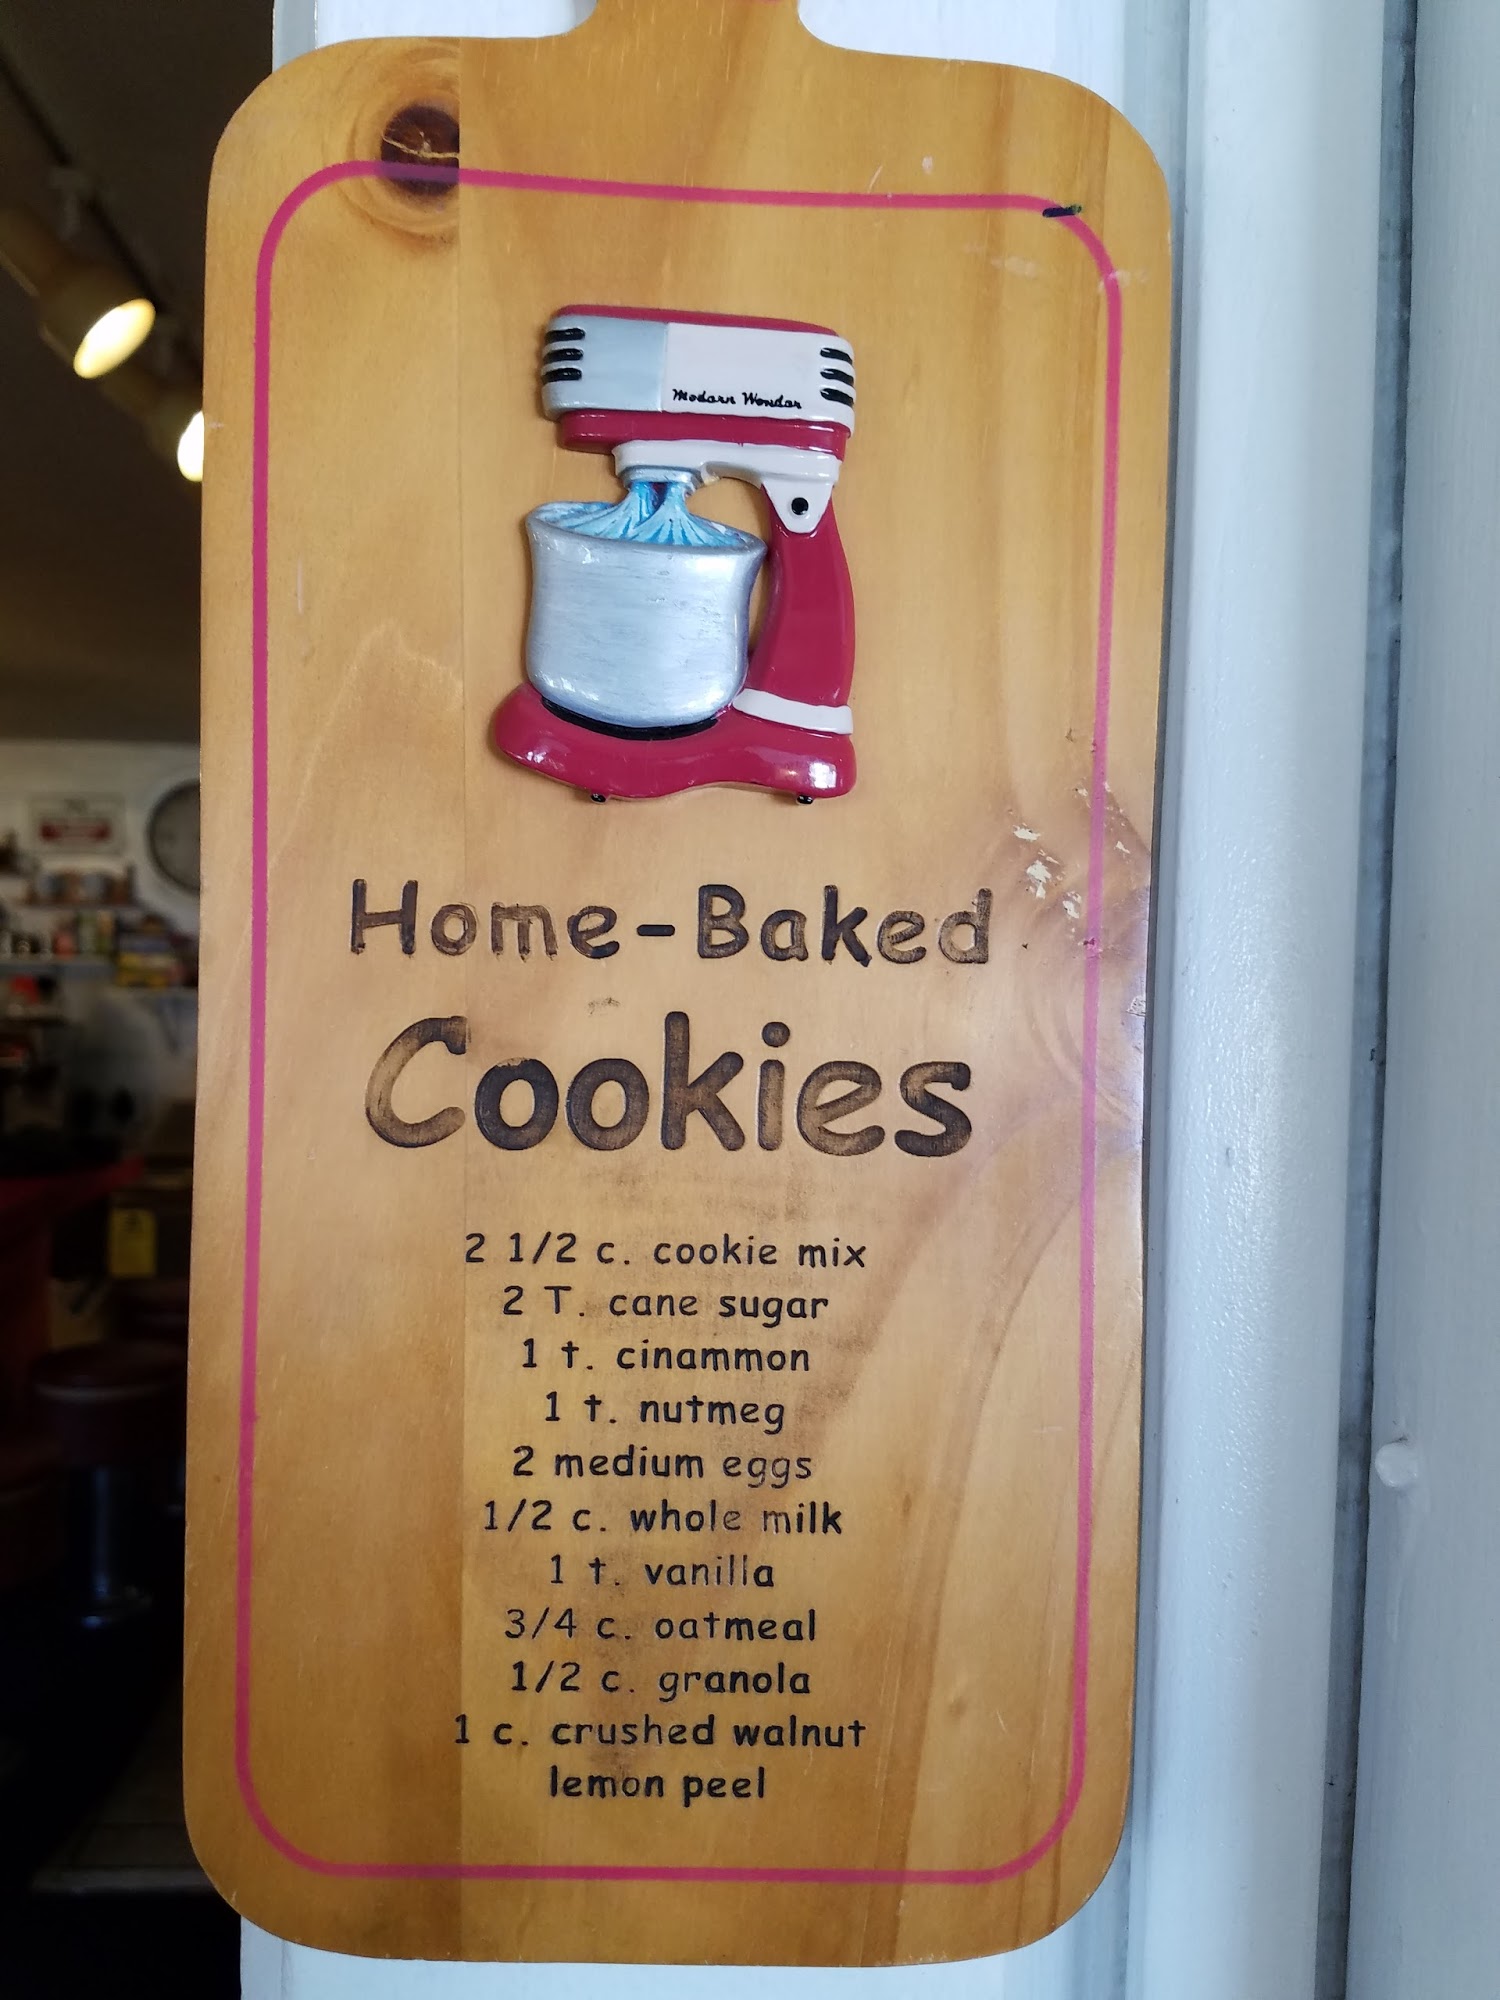 Modern Wonder
Home-Baked
Cookies
2 1/2 c. cookie mix
2 T. cane sugar
1 t. cinammon
1 t. nutmeg
2 medium eggs
1/2 c. whole milk
1 t. vanilla
3/4 c. oatmeal
1/2 c. granola
1 c. crushed walnut
lemon peel